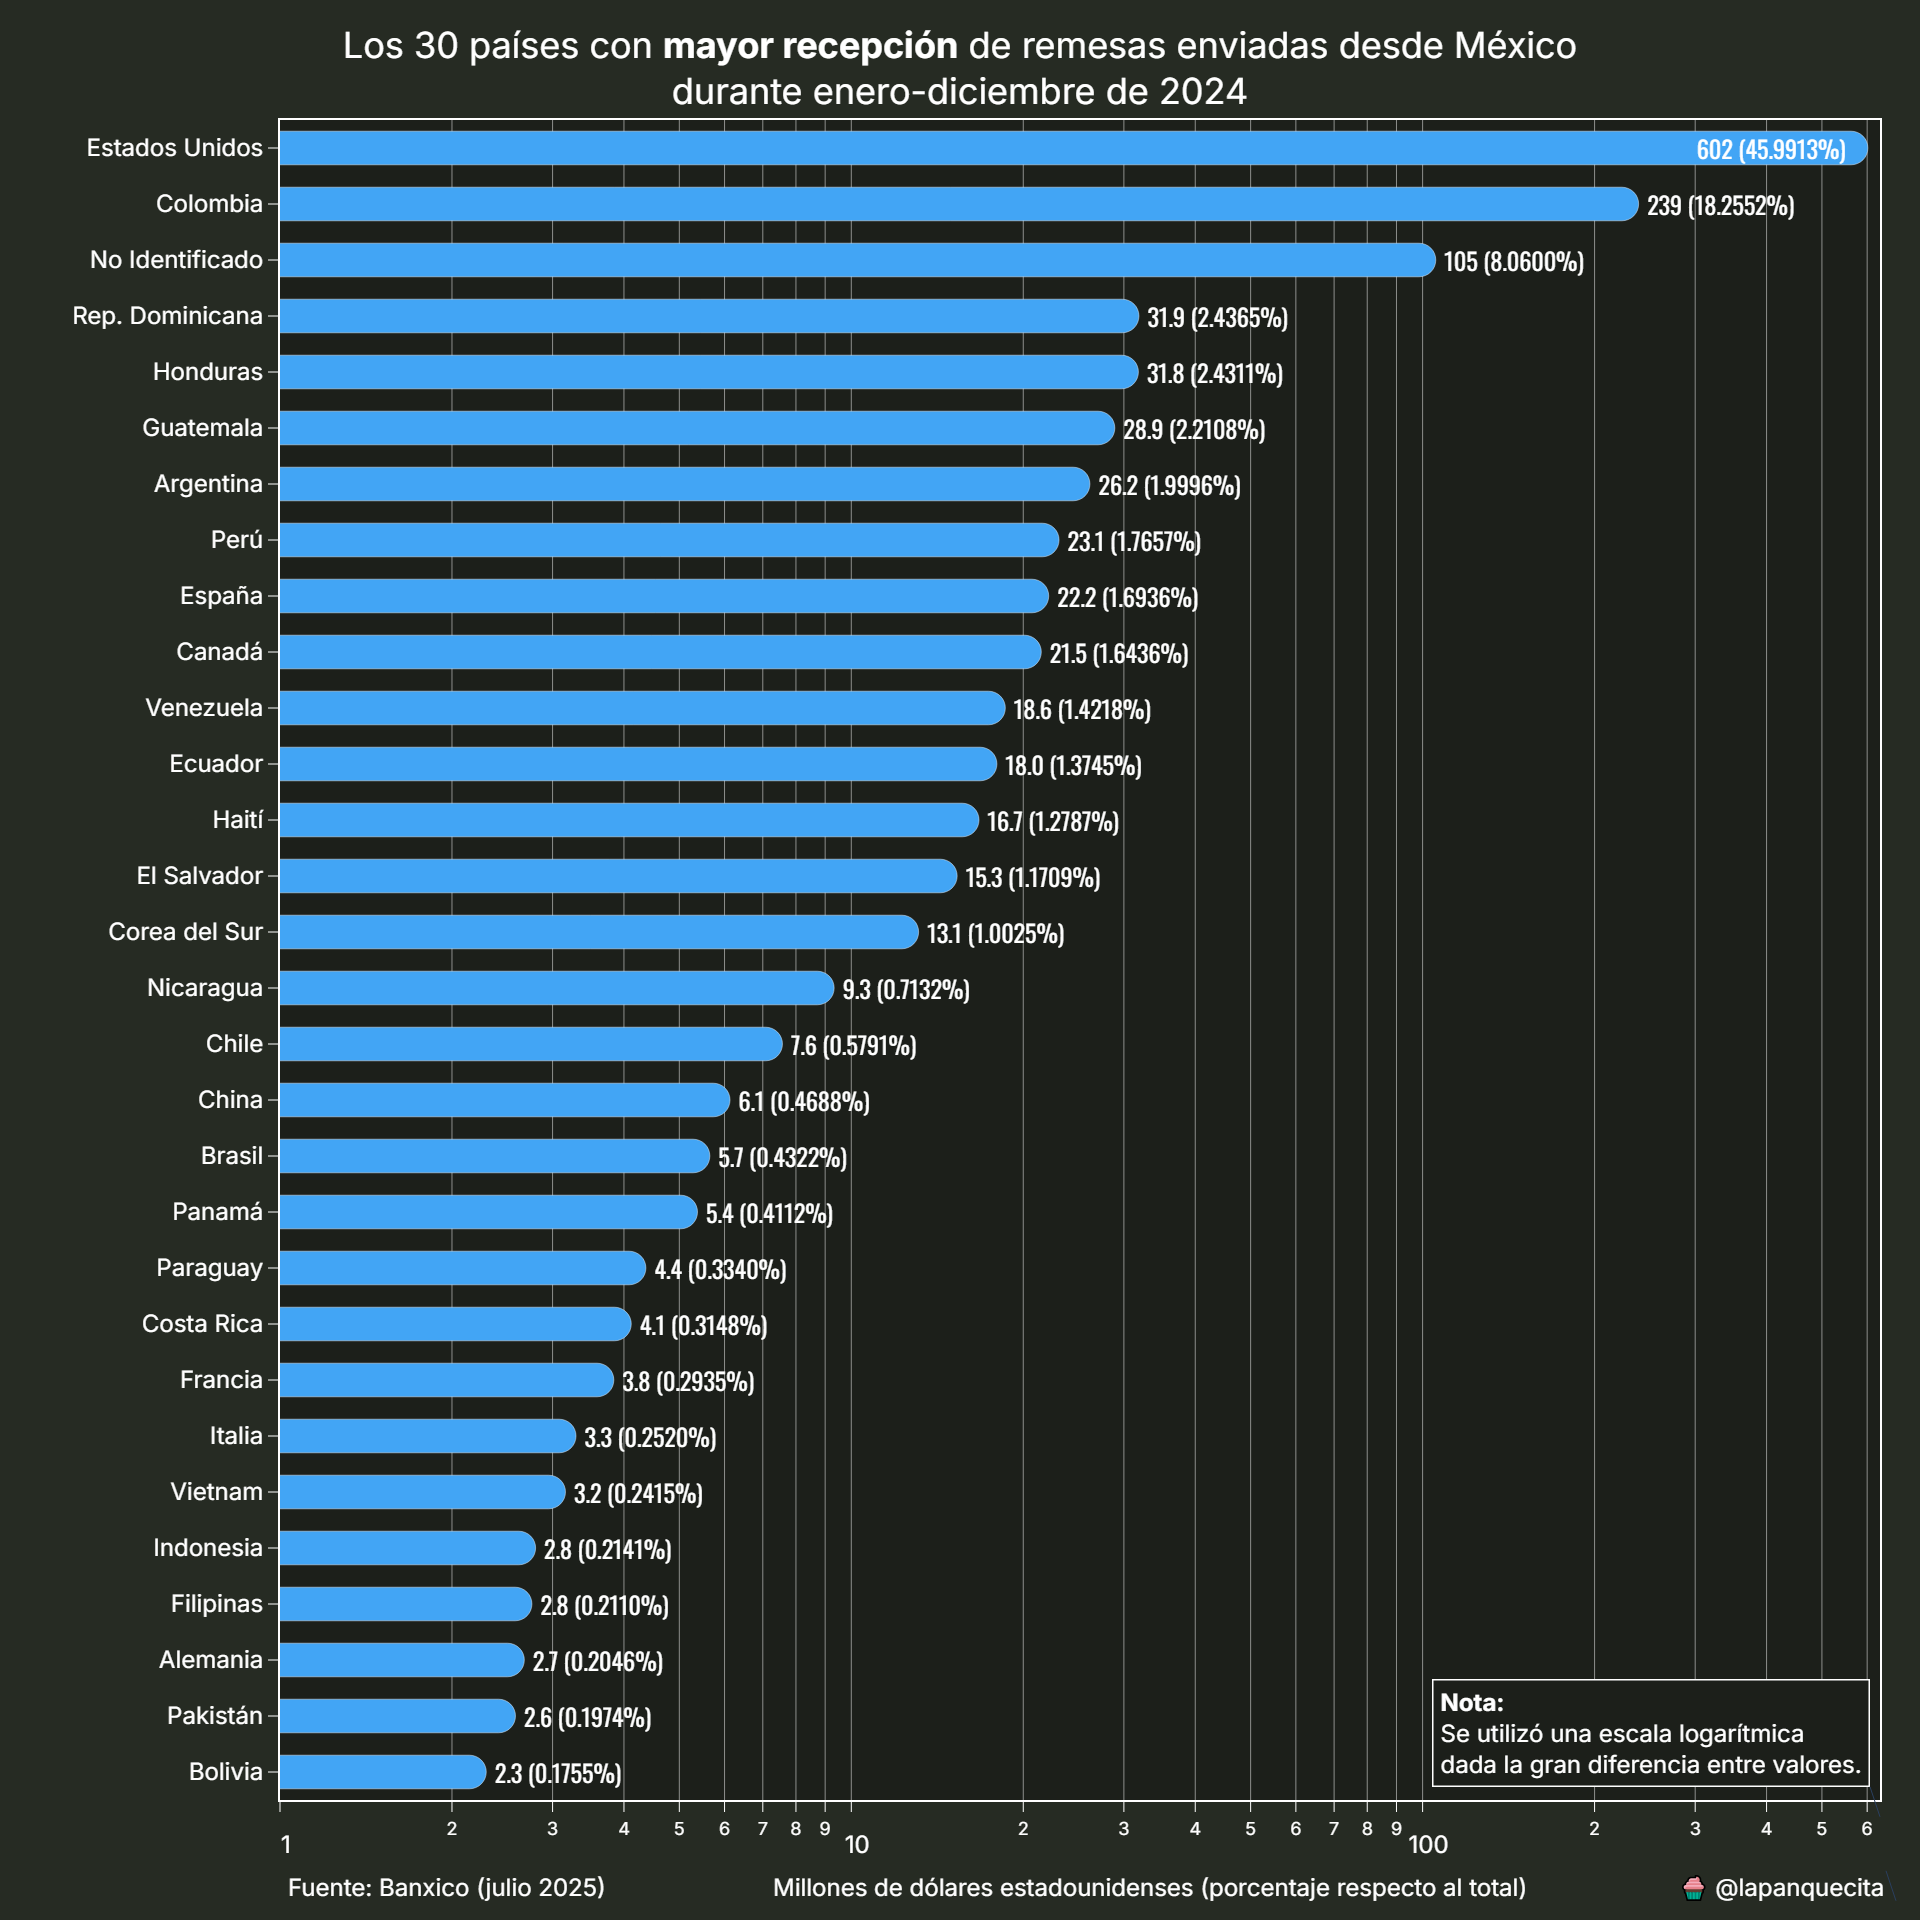 Los 30 países con mayor recepción de remesas enviadas desde México
durante enero-diciembre de 2024
Estados Unidos 602 (45.9913%)
Colombia 239 (18.2552%)
No Identificado 105 (8.0600%)
Rep. Dominicana 31.9 (2.4365%)
Honduras 31.8 (2.4311%)
Guatemala 28.9 (2.2108%)
Argentina 26.2 (1.9996%)
Perú 23.1 (1.7657%)
España 22.2 (1.6936%)
Canadá 21.5 (1.6436%)
Venezuela 18.6 (1.4218%)
Ecuador 18.0 (1.3745%)
Haití 16.7 (1.2787%)
El Salvador 15.3 (1.1709%)
Corea del Sur 13.1 (1.0025%)
Nicaragua 9.3 (0.7132%)
Chile 7.6 (0.5791%)
China 6.1 (0.4688%)
Brasil 5.7 (0.4322%)
Panamá 5.4 (0.4112%)
Paraguay 4.4 (0.3340%)
Costa Rica 4.1 (0.3148%)
Francia 3.8 (0.2935%)
Italia 3.3 (0.2520%)
Vietnam 3.2 (0.2415%)
Indonesia 2.8 (0.2141%)
Filipinas 2.8 (0.2110%)
Alemania 2.7 (0.2046%)
Pakistán 2.6 (0.1974%)
Bolivia 2.3 (0.1755%)
Nota:
Se utilizó una escala logarítmica
dada la gran diferencia entre valores.
1 2 3 4 5 6 7 8 9 10 2 3 4 5 6 7 8 9 100 2 3 4 5 6
Fuente: Banxico (julio 2025) Millones de dólares estadounidenses (porcentaje respecto al total) @lapanquecita